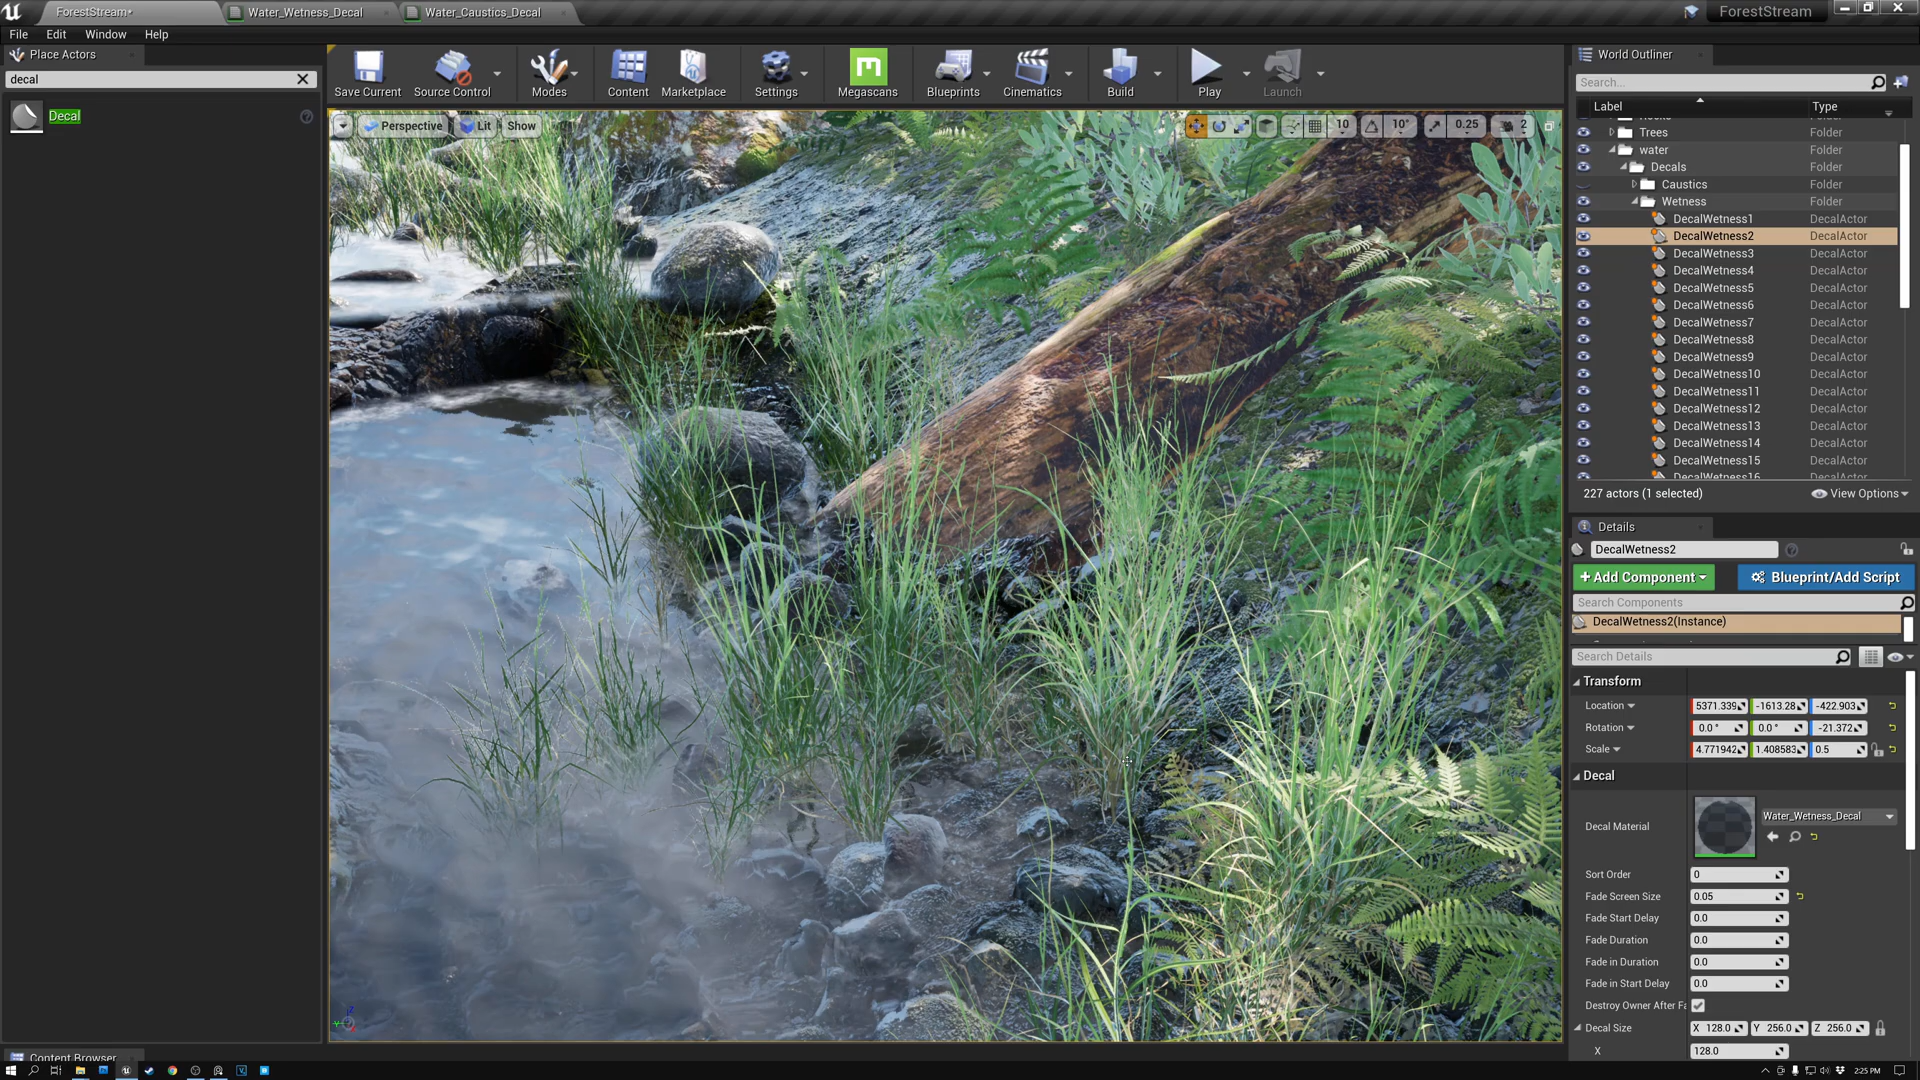 ForestStream•
Water_Wetness_Decal
Water_Caustics_Decal
ForestStream
File Edit Window Help
Place Actors
decal
Decal
Save Current
Source Control
Modes
Content
Marketplace
Settings
Megascans
Blueprints
Cinematics
Build
Play
Launch
Perspective
Lit
Show
10
10°
0.25
2
World Outliner
Search...
Label Type
Trees Folder
water Folder
Decals Folder
Caustics Folder
Wetness Folder
DecalWetness1 DecalActor
DecalWetness2 DecalActor
DecalWetness3 DecalActor
DecalWetness4 DecalActor
DecalWetness5 DecalActor
DecalWetness6 DecalActor
DecalWetness7 DecalActor
DecalWetness8 DecalActor
DecalWetness9 DecalActor
DecalWetness10 DecalActor
DecalWetness11 DecalActor
DecalWetness12 DecalActor
DecalWetness13 DecalActor
DecalWetness14 DecalActor
DecalWetness15 DecalActor
227 actors (1 selected)
View Options
Details
DecalWetness2
+ Add Component
Blueprint/Add Script
Search Components
DecalWetness2(Instance)
Search Details
Transform
Location 5371.339 -1613.28 -422.903
Rotation 0.0 ° 0.0 ° -21.372
Scale 4.771942 1.408583 0.5
Decal
Decal Material
Water_Wetness_Decal
Sort Order 0
Fade Screen Size 0.05
Fade Start Delay 0.0
Fade Duration 0.0
Fade in Duration 0.0
Fade in Start Delay 0.0
Destroy Owner After Fa
Decal Size X 128.0 Y 256.0 Z 256.0
X 128.0
Content Browser
2:25 PM